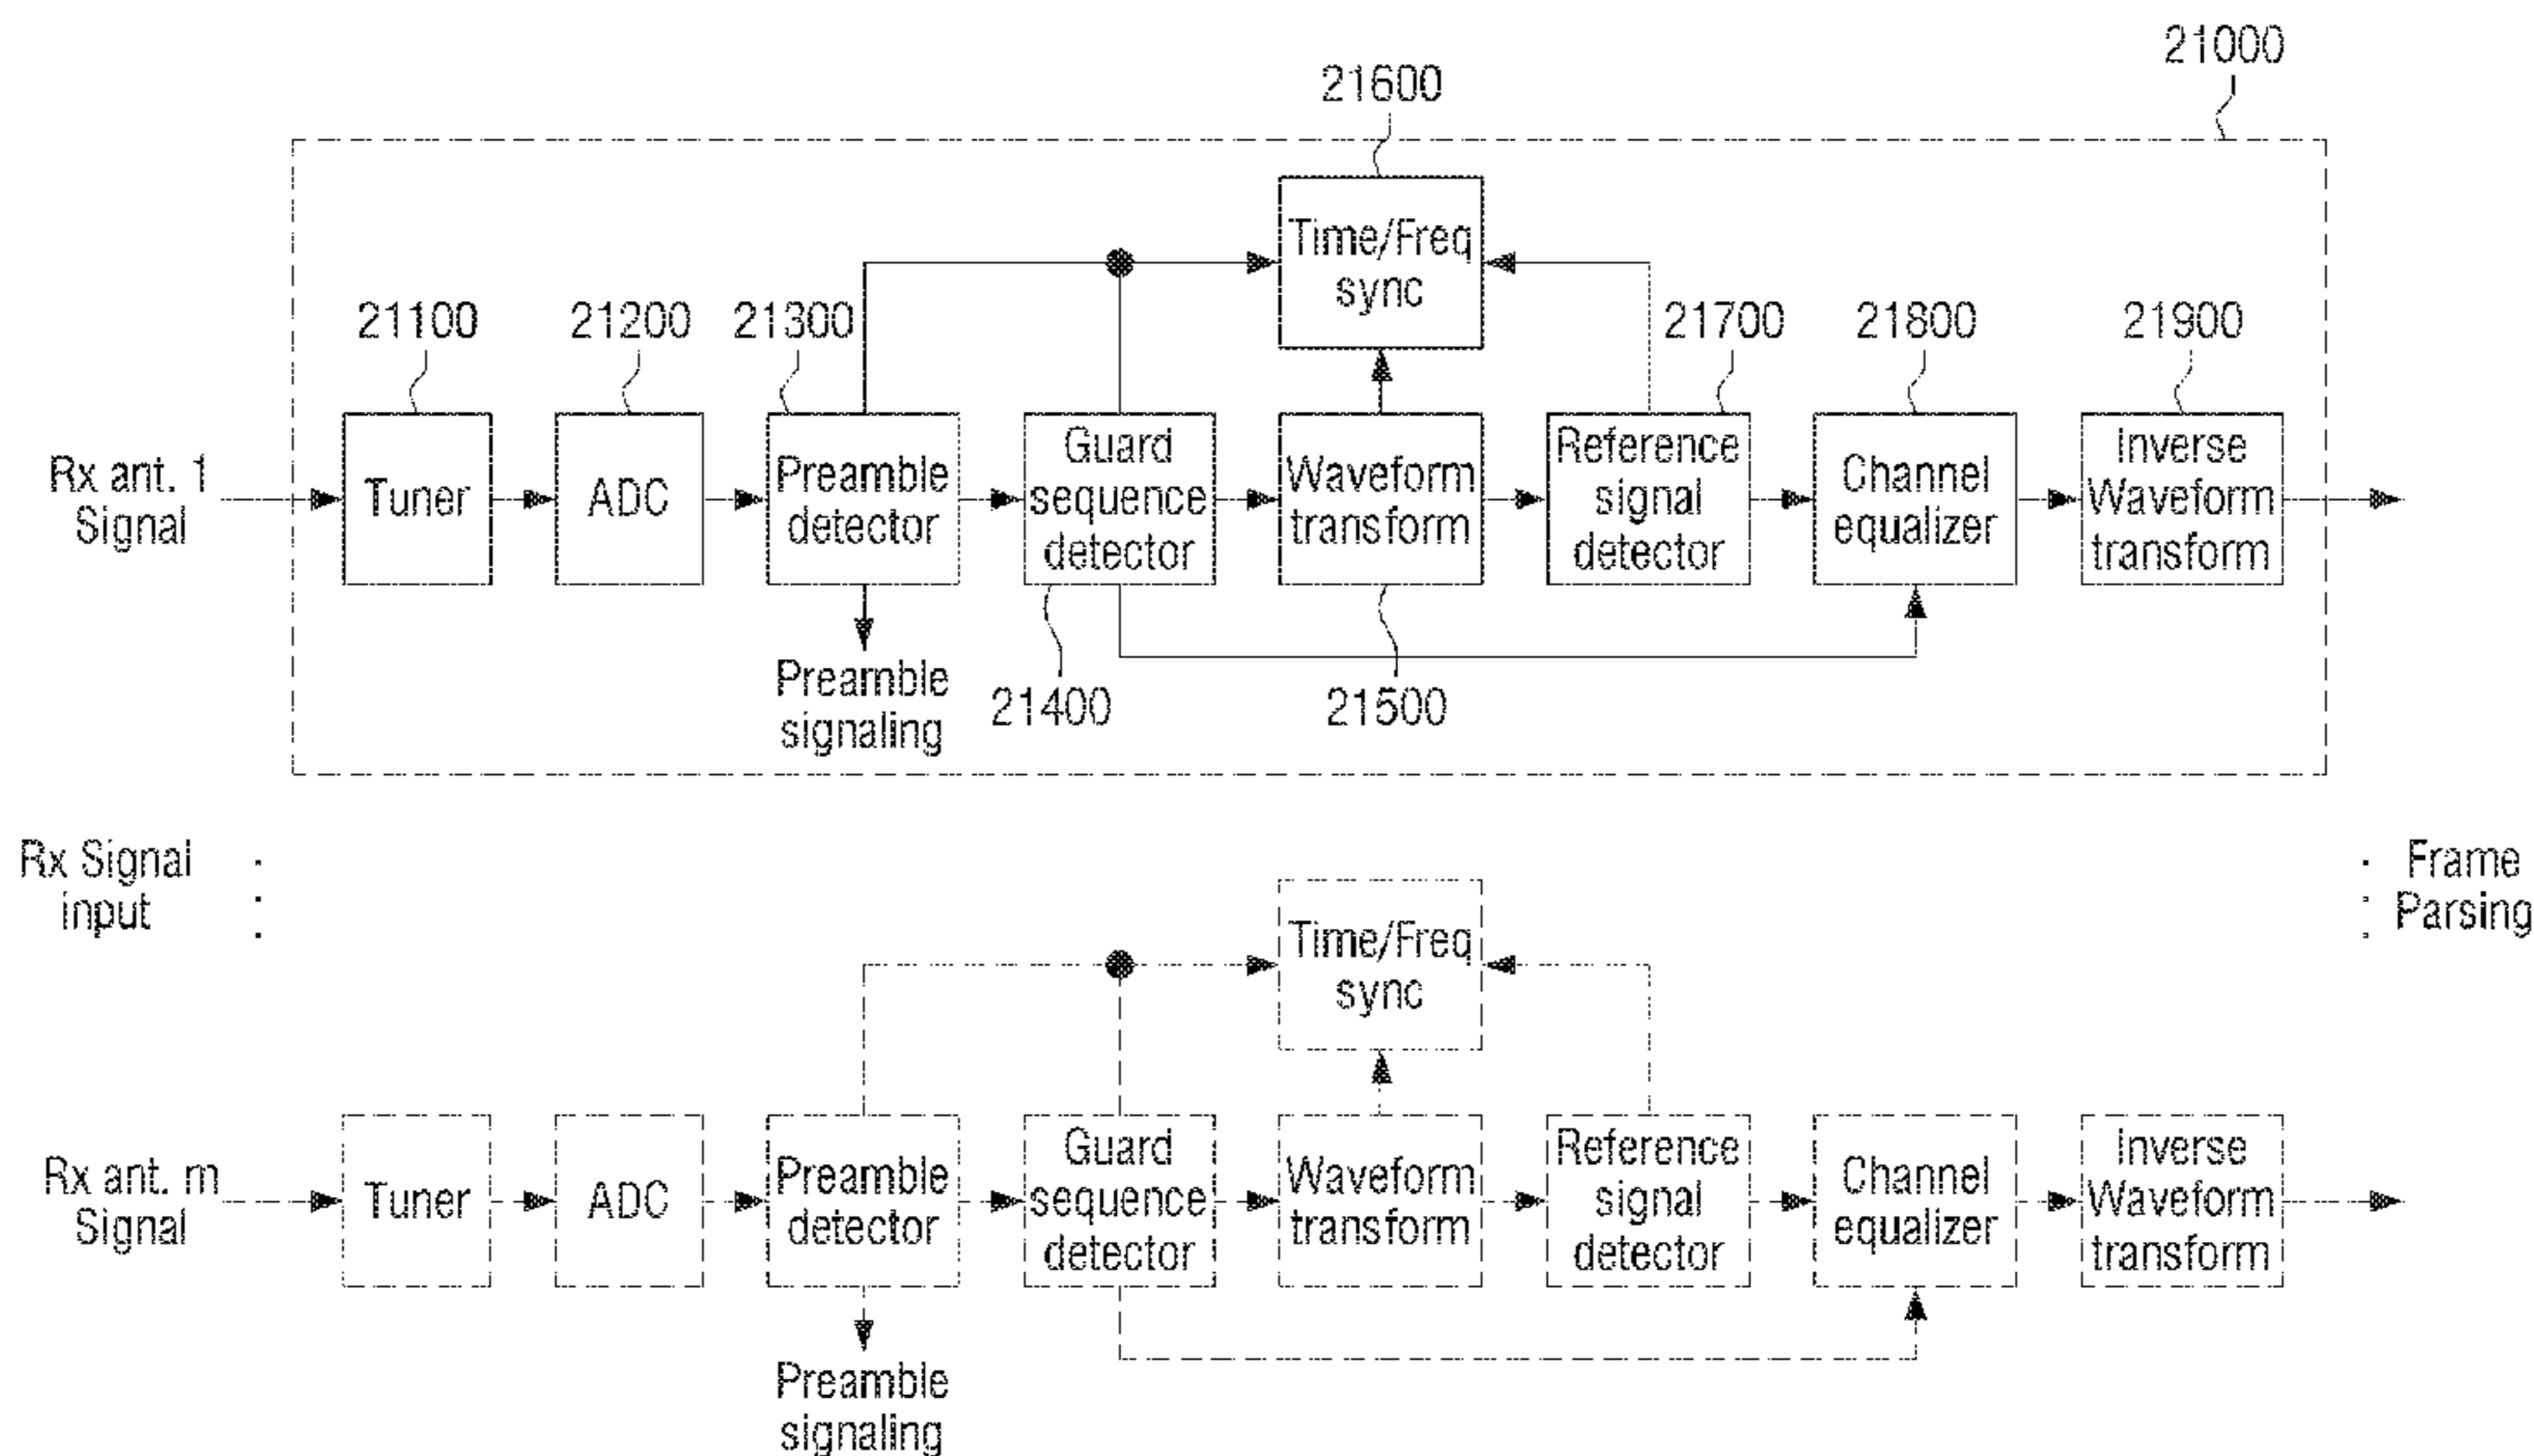 21000
21600
21100
21200
21300
21700
21800
21900
Time/Freq
sync
Rx ant. 1
Signal
Tuner
ADC
Preamble
detector
Guard
sequence
detector
Waveform
transform
Reference
signal
detector
Channel
equalizer
Inverse
Waveform
transform
Preamble
signaling
21400
21500
Rx Signal
input
Frame
Parsing
Time/Freq
sync
Rx ant. m
Signal
Tuner
ADC
Preamble
detector
Guard
sequence
detector
Waveform
transform
Reference
signal
detector
Channel
equalizer
Inverse
Waveform
transform
Preamble
signaling